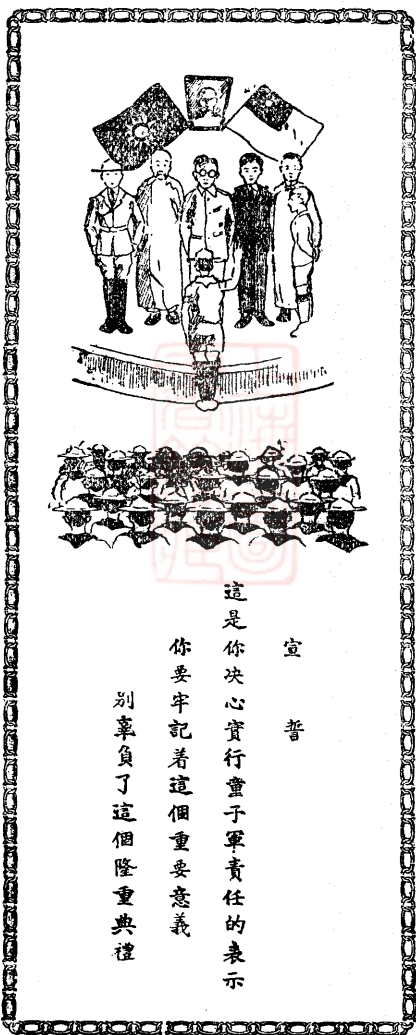 宣誓
這是你決心實行童子軍責任的表示
你要牢記着這個重要意義
別辜負了這個隆重典禮